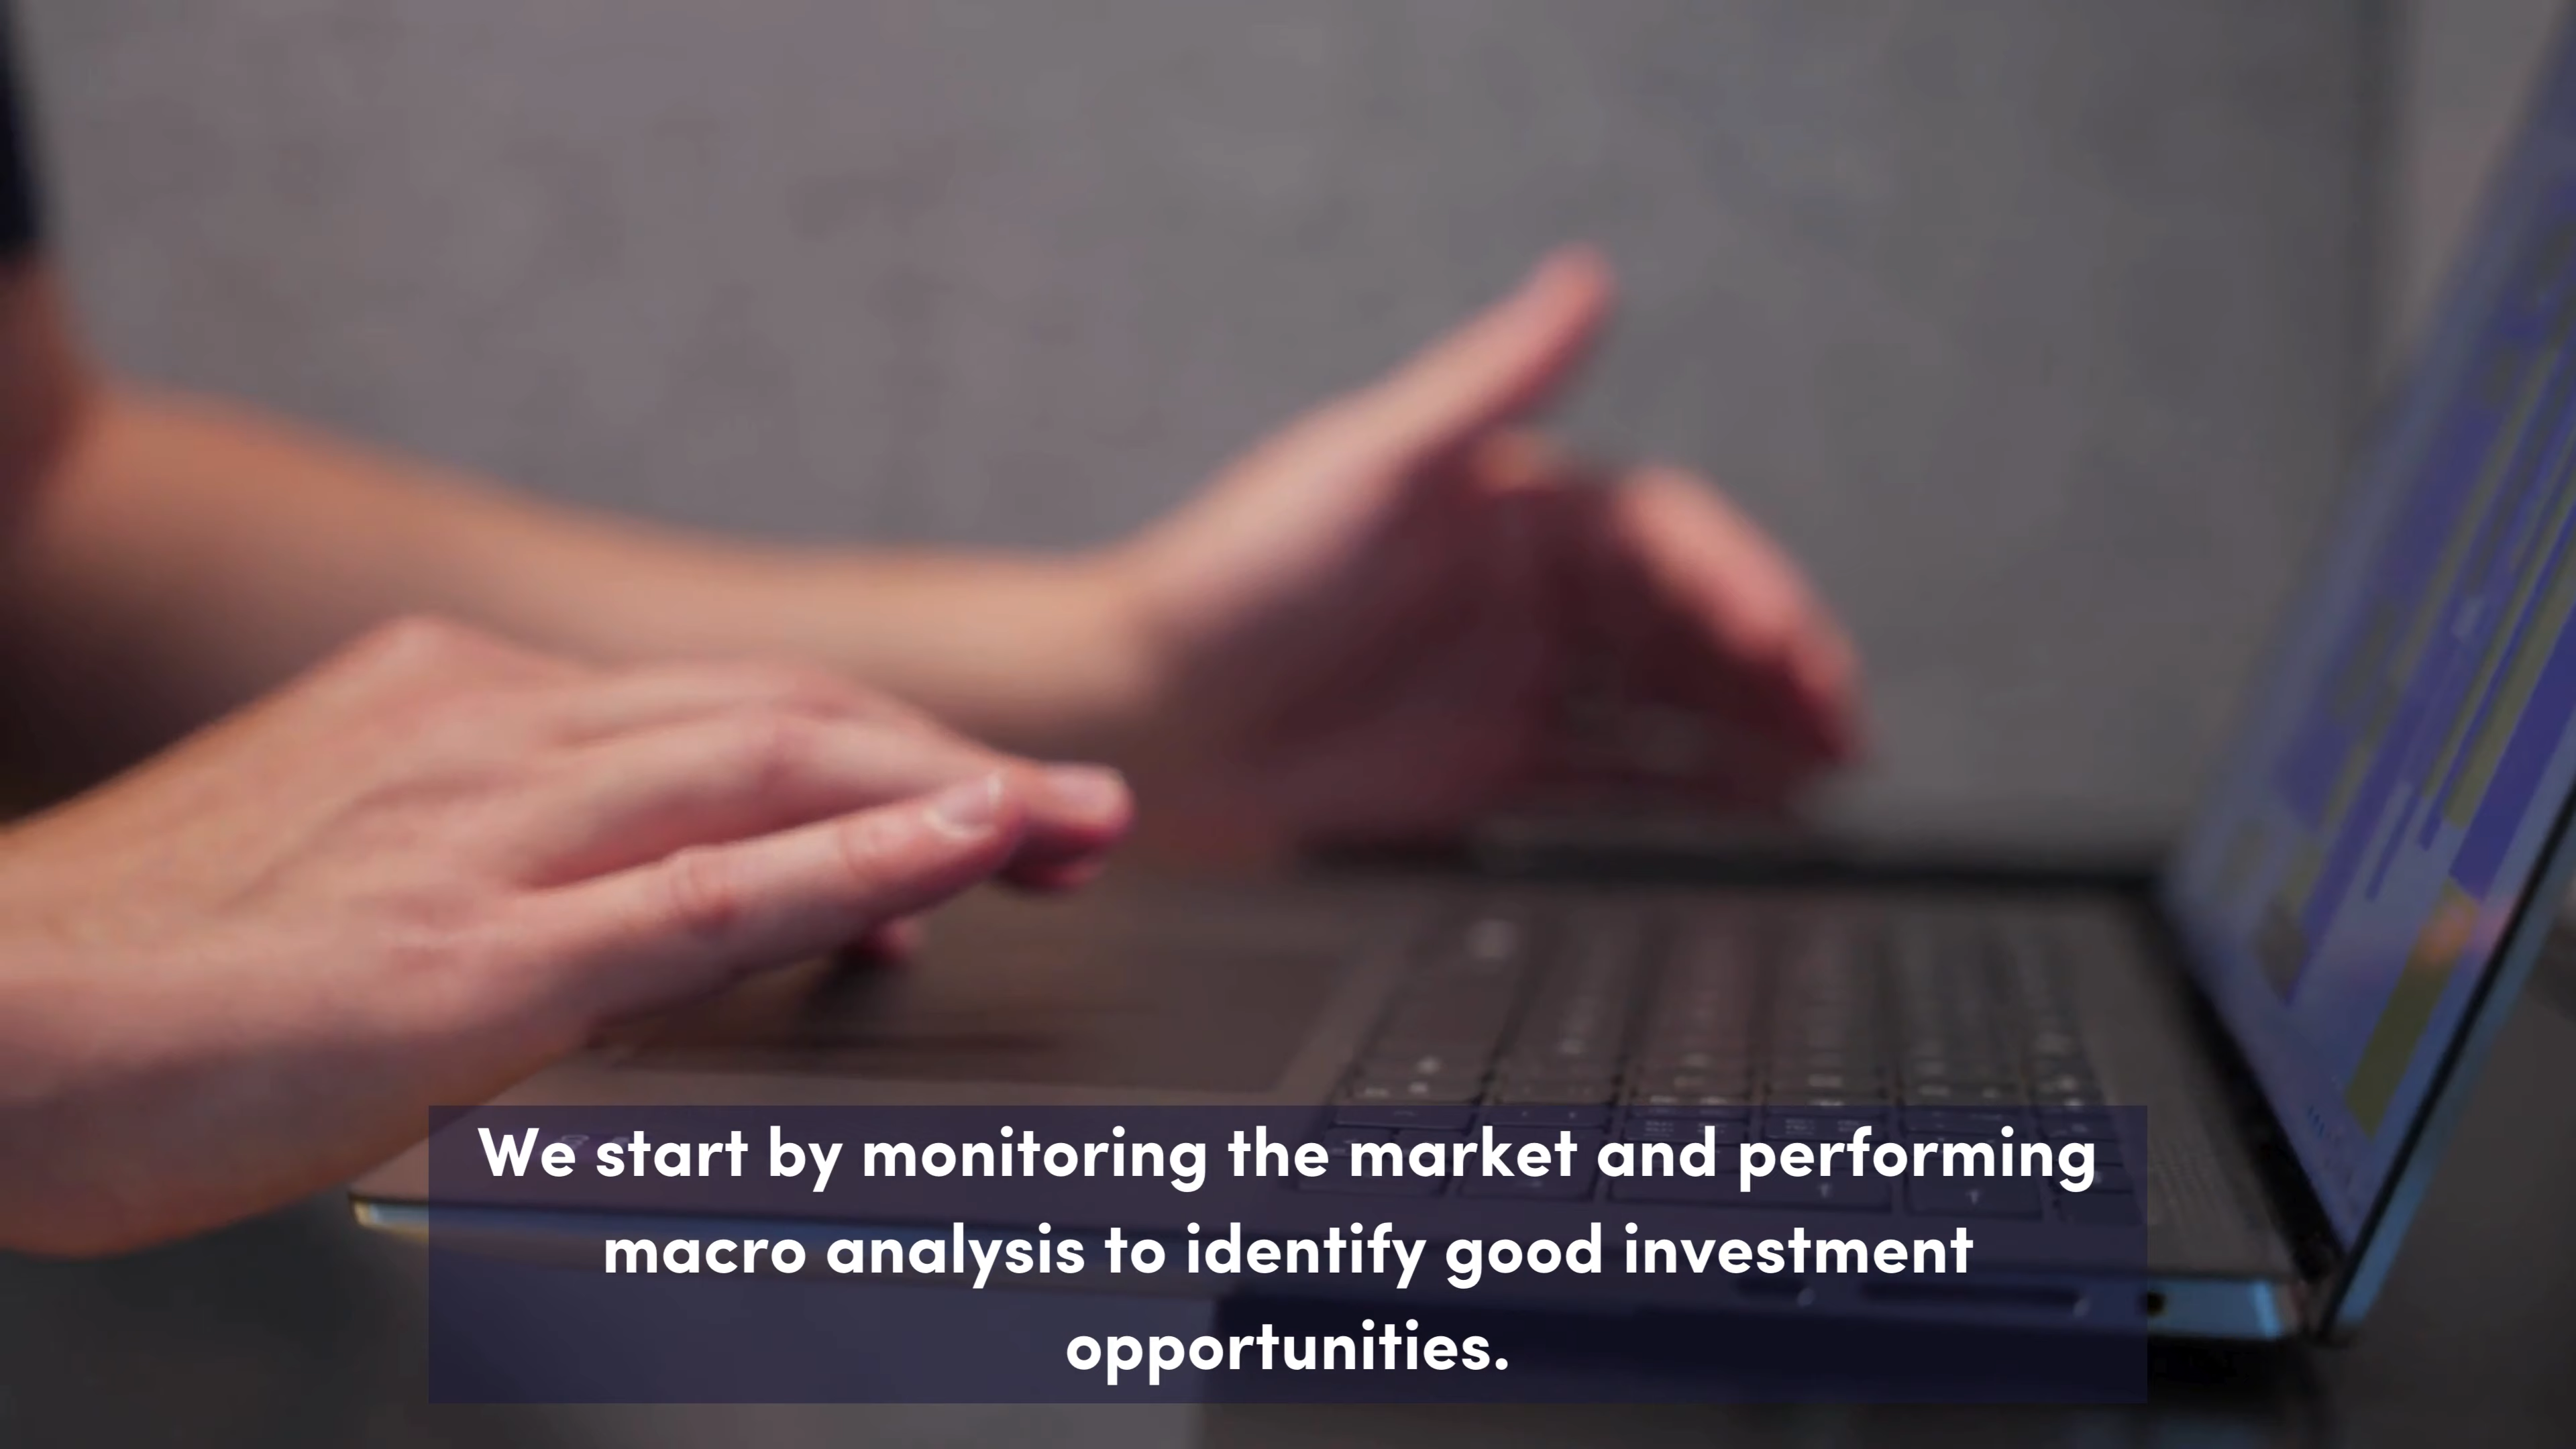 We start by monitoring the market and performing
macro analysis to identify good investment
opportunities.